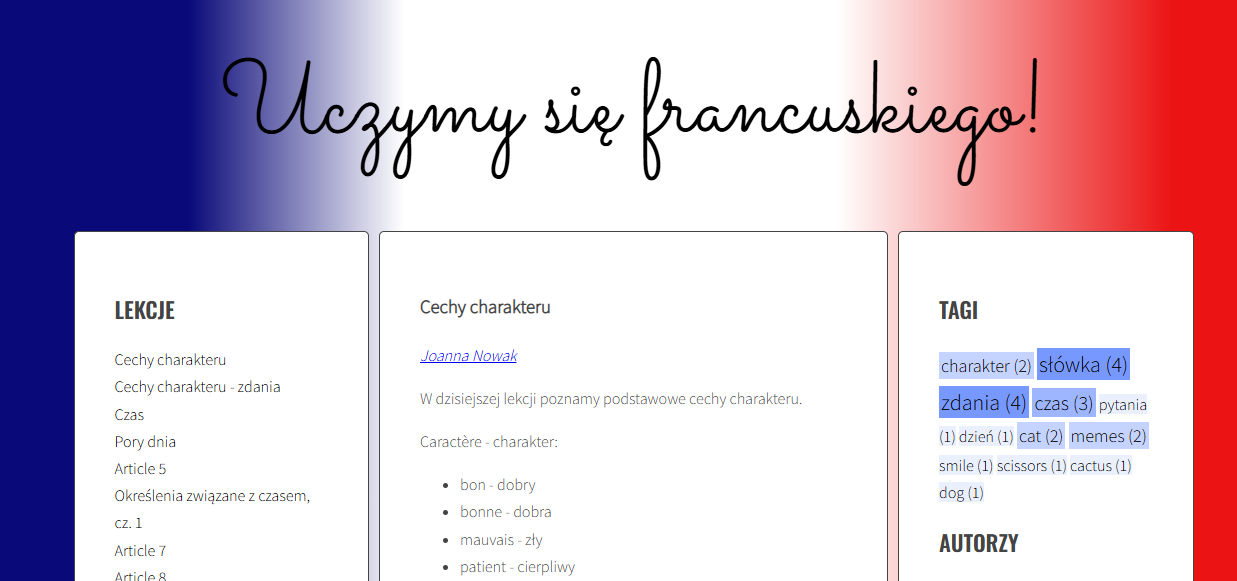 Uczymy się francuskiego!
LEKCJE
Cechy charakteru
Cechy charakteru - zdania
Czas
Pory dnia
Article 5
Określenia związane z czasem,
cz. 1
Article 7
Article 8
Cechy charakteru
Joanna Nowak
W dzisiejszej lekcji poznamy podstawowe cechy charakteru.
Caractère - charakter:
bon - dobry
bonne - dobra
mauvais - zły
patient - cierpliwy
TAGI
charakter (2) słówka (4)
zdania (4) czas (3) pytania
(1) dzień (1) cat (2) memes (2)
smile (1) scissors (1) cactus (1)
dog (1)
AUTORZY